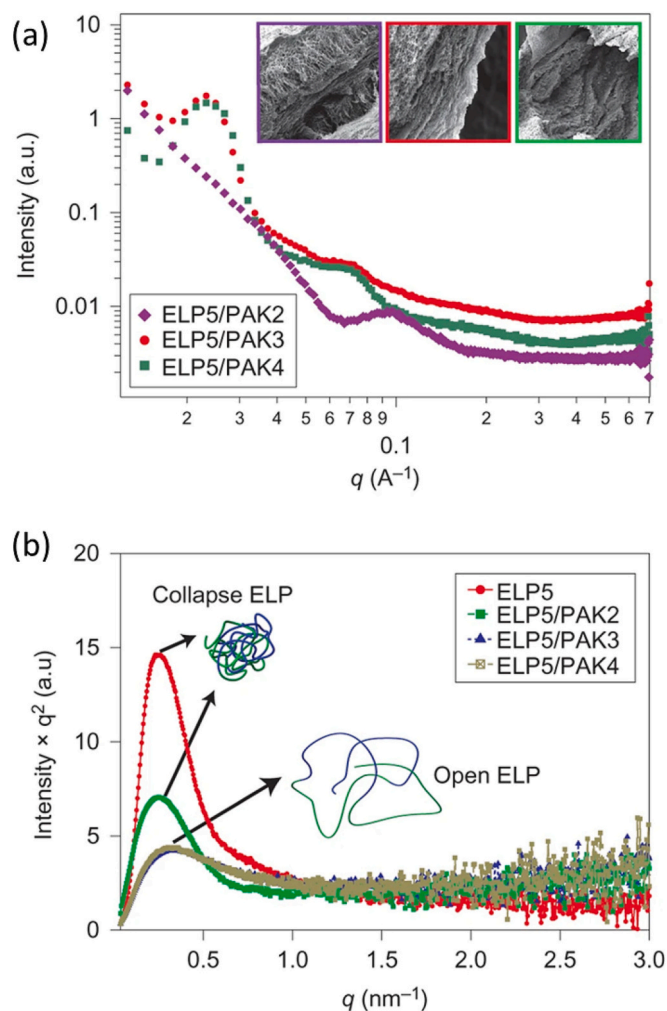 (a)
10
1
0.1
0.01
Intensity (a.u.)
ELP5/PAK2
ELP5/PAK3
ELP5/PAK4
2 3 4 5 6 7 8 9 2 3 4 5 6 7
0.1
q (A⁻¹)
(b)
20
15
10
5
0
Intensity × q² (a.u)
Collapse ELP
Open ELP
ELP5
ELP5/PAK2
ELP5/PAK3
ELP5/PAK4
0.5 1.0 1.5 2.0 2.5 3.0
q (nm⁻¹)